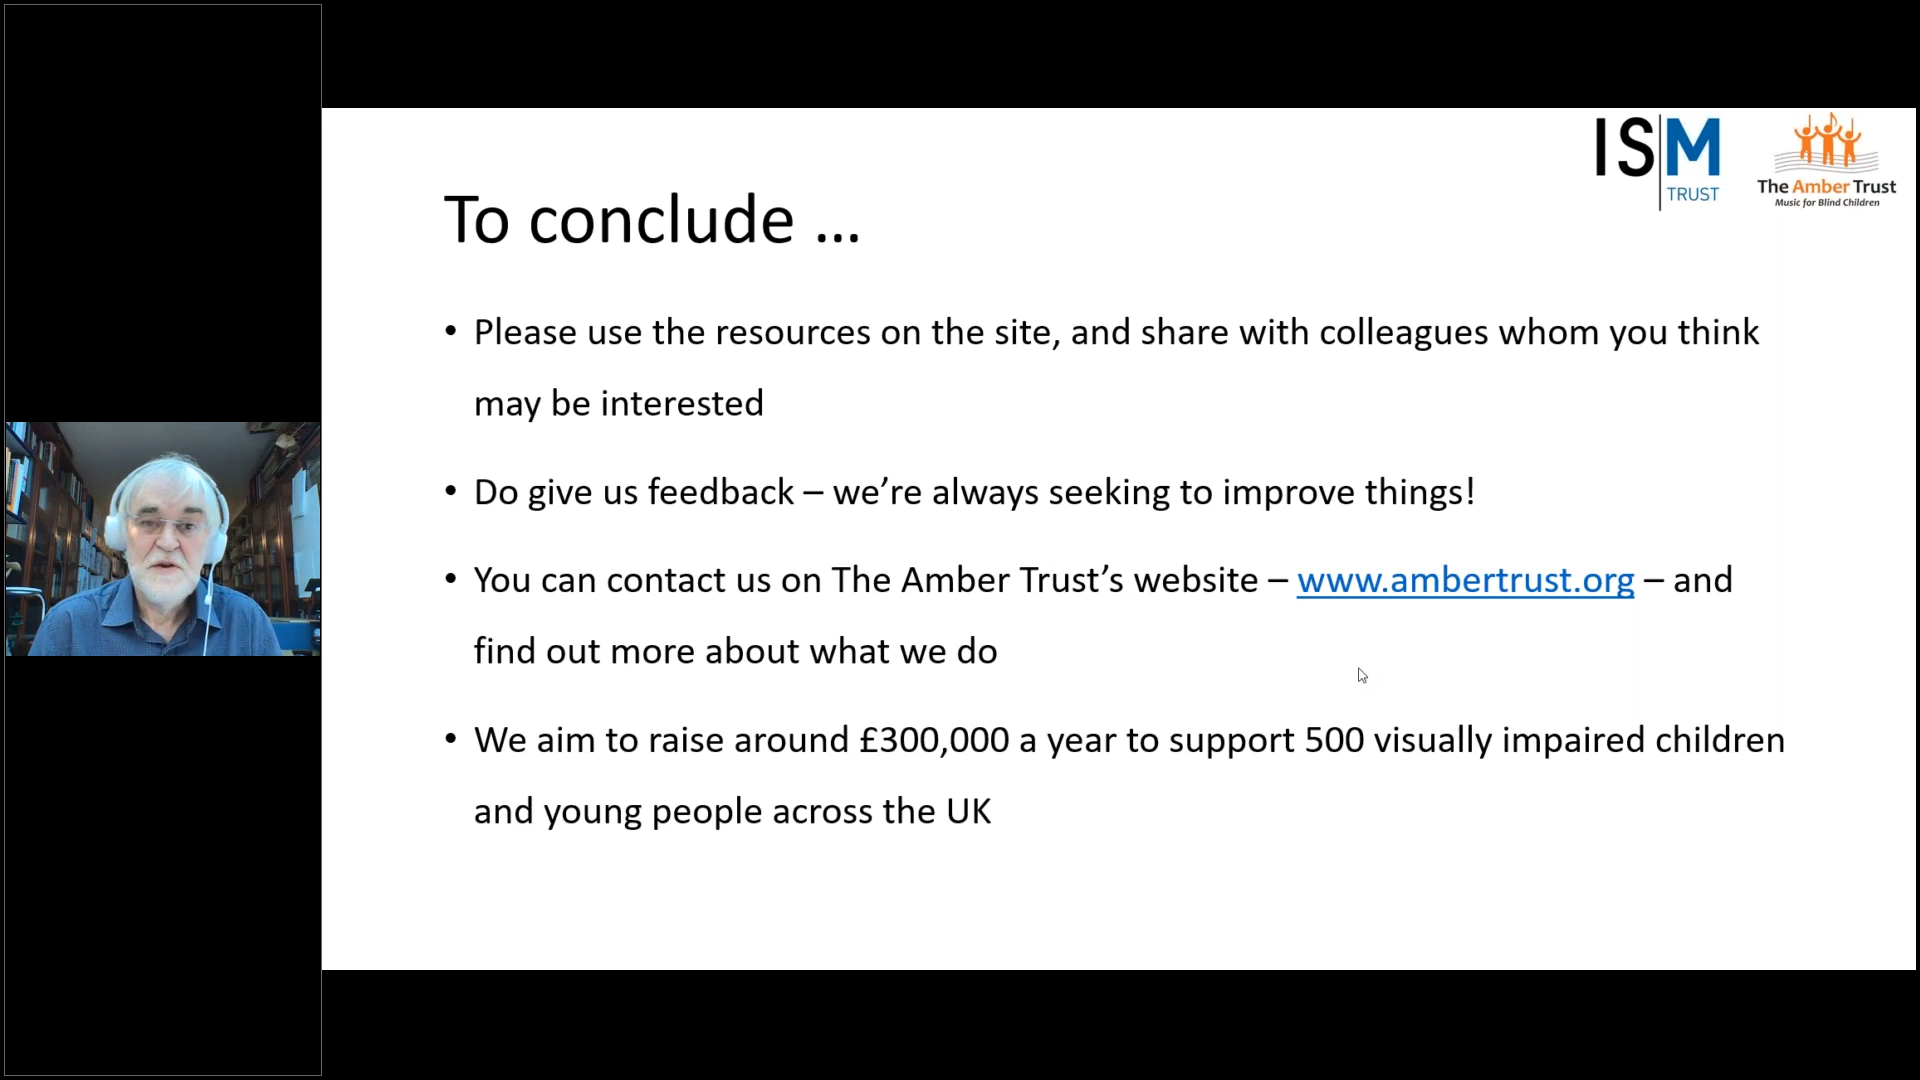 ISM
TRUST
The Amber Trust
Music for Blind Children
To conclude ...
• Please use the resources on the site, and share with colleagues whom you think
may be interested
• Do give us feedback – we’re always seeking to improve things!
• You can contact us on The Amber Trust’s website – www.ambertrust.org – and
find out more about what we do
• We aim to raise around £300,000 a year to support 500 visually impaired children
and young people across the UK